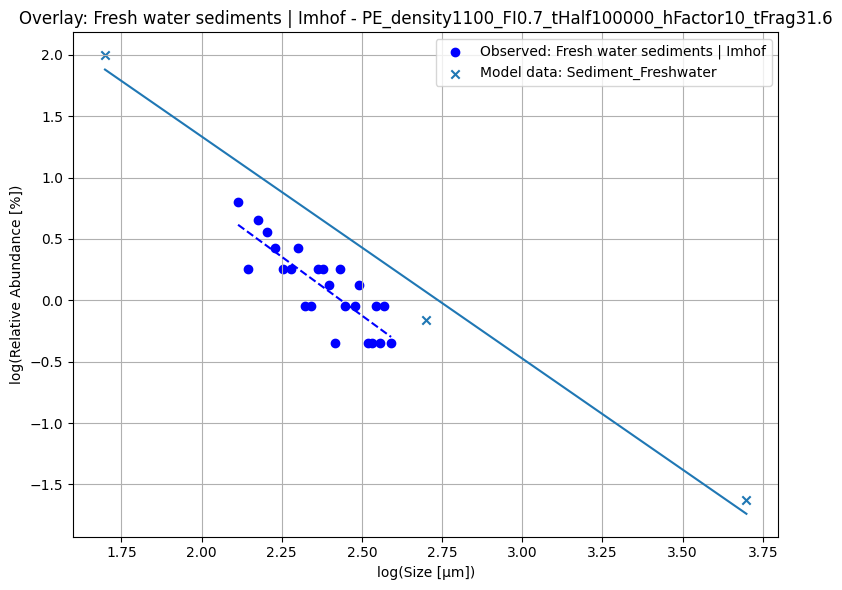 Overlay: Fresh water sediments | Imhof - PE_density1100_FI0.7_tHalf100000_hFactor10_tFrag31.6
Observed: Fresh water sediments | Imhof
Model data: Sediment_Freshwater
log(Relative Abundance [%])
2.0
1.5
1.0
0.5
0.0
−0.5
−1.0
−1.5
1.75 2.00 2.25 2.50 2.75 3.00 3.25 3.50 3.75
log(Size [μm])